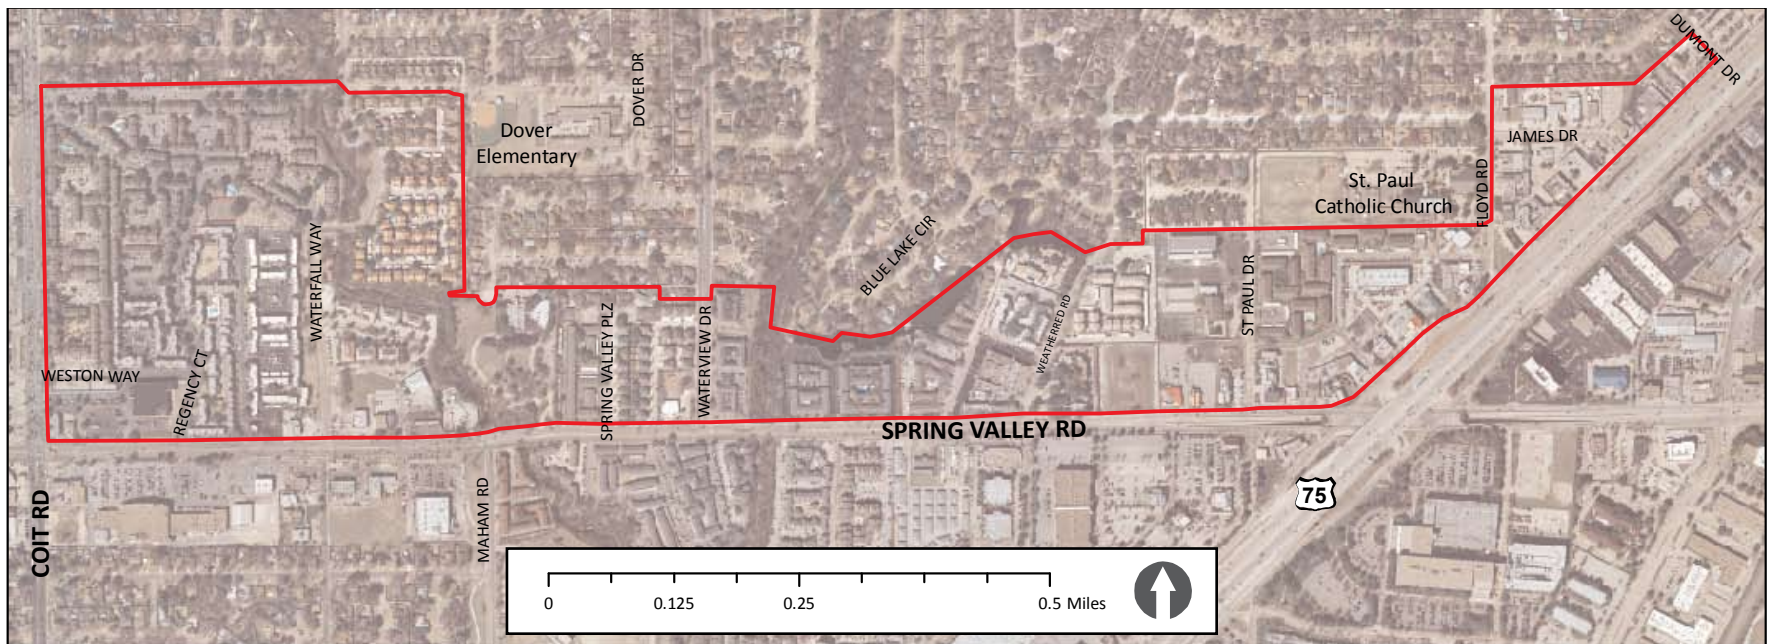 DUMONT DR
DOVER DR
Dover
Elementary
JAMES DR
St. Paul
Catholic Church
FLOYD RD
BLUE LAKE CIR
WATERFALL WAY
ST PAUL DR
WEATHERRED RD
SPRING VALLEY PLZ
WATERVIEW DR
WESTON WAY
REGENCY CT
SPRING VALLEY RD
75
COIT RD
MAHAM RD
0 0.125 0.25 0.5 Miles